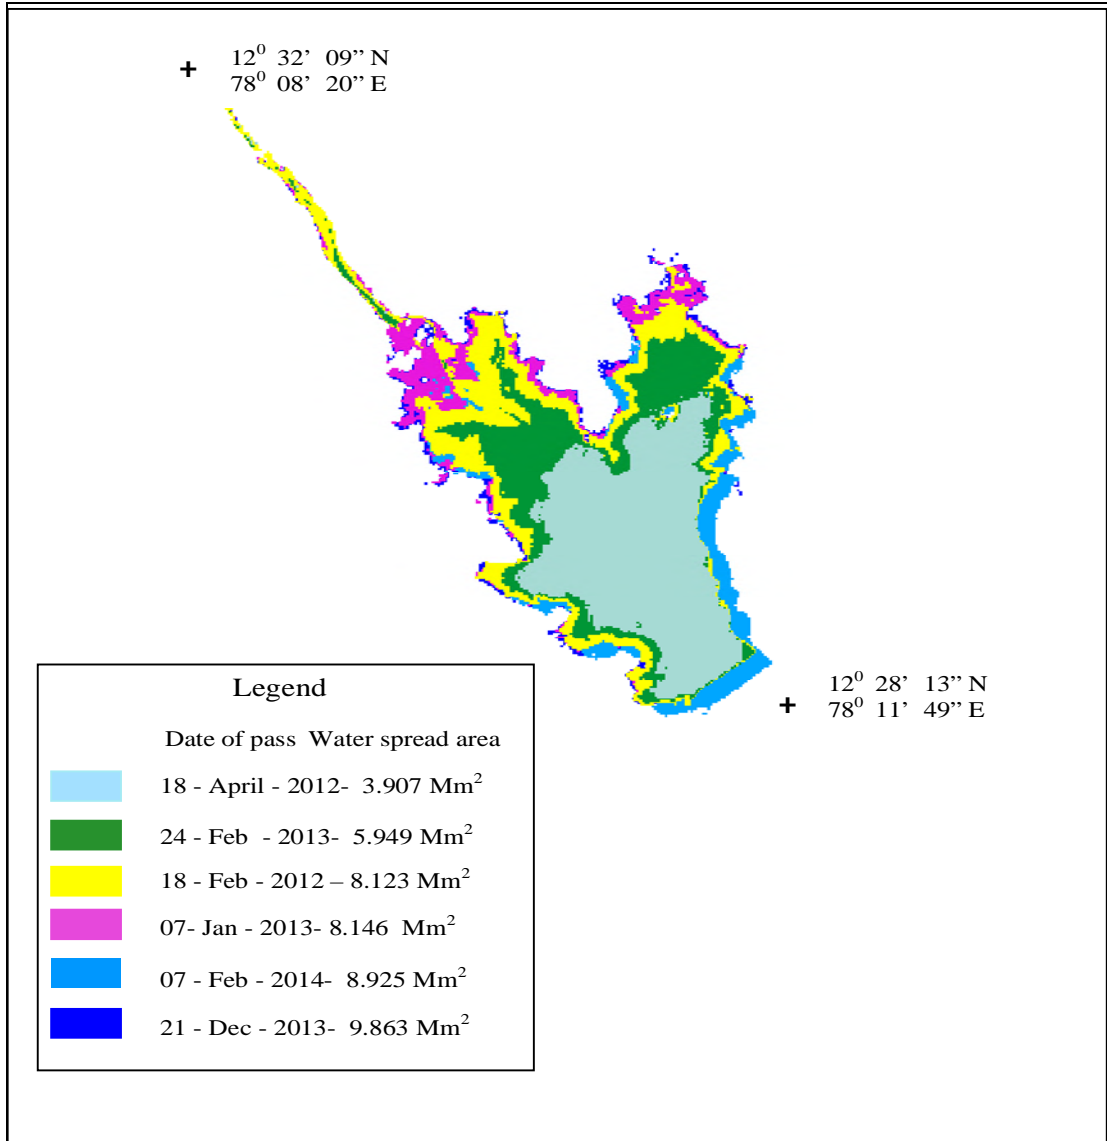 12⁰ 32’ 09” N
78⁰ 08’ 20” E
12⁰ 28’ 13” N
78⁰ 11’ 49” E
Legend
Date of pass Water spread area
18 - April - 2012- 3.907 Mm²
24 - Feb - 2013- 5.949 Mm²
18 - Feb - 2012 – 8.123 Mm²
07- Jan - 2013- 8.146 Mm²
07 - Feb - 2014- 8.925 Mm²
21 - Dec - 2013- 9.863 Mm²